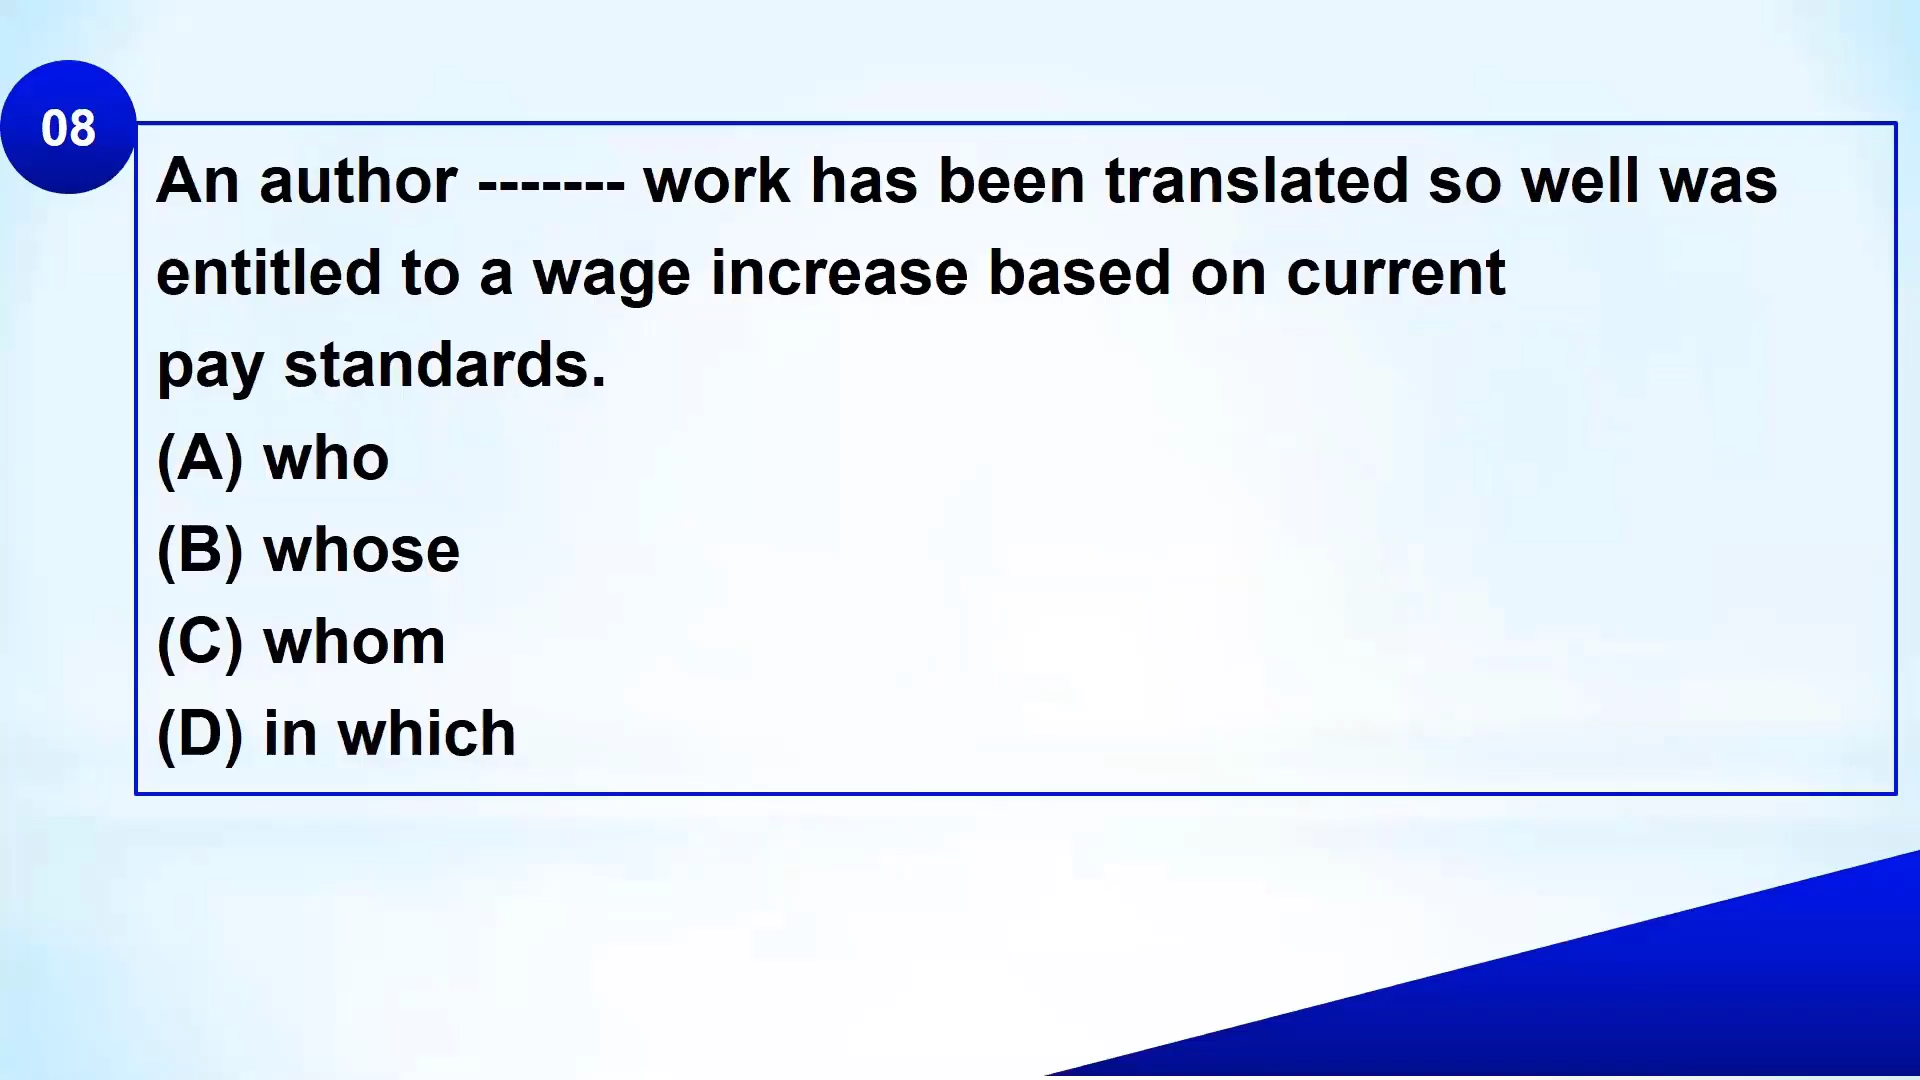 08
An author ------- work has been translated so well was
entitled to a wage increase based on current
pay standards.
(A) who
(B) whose
(C) whom
(D) in which